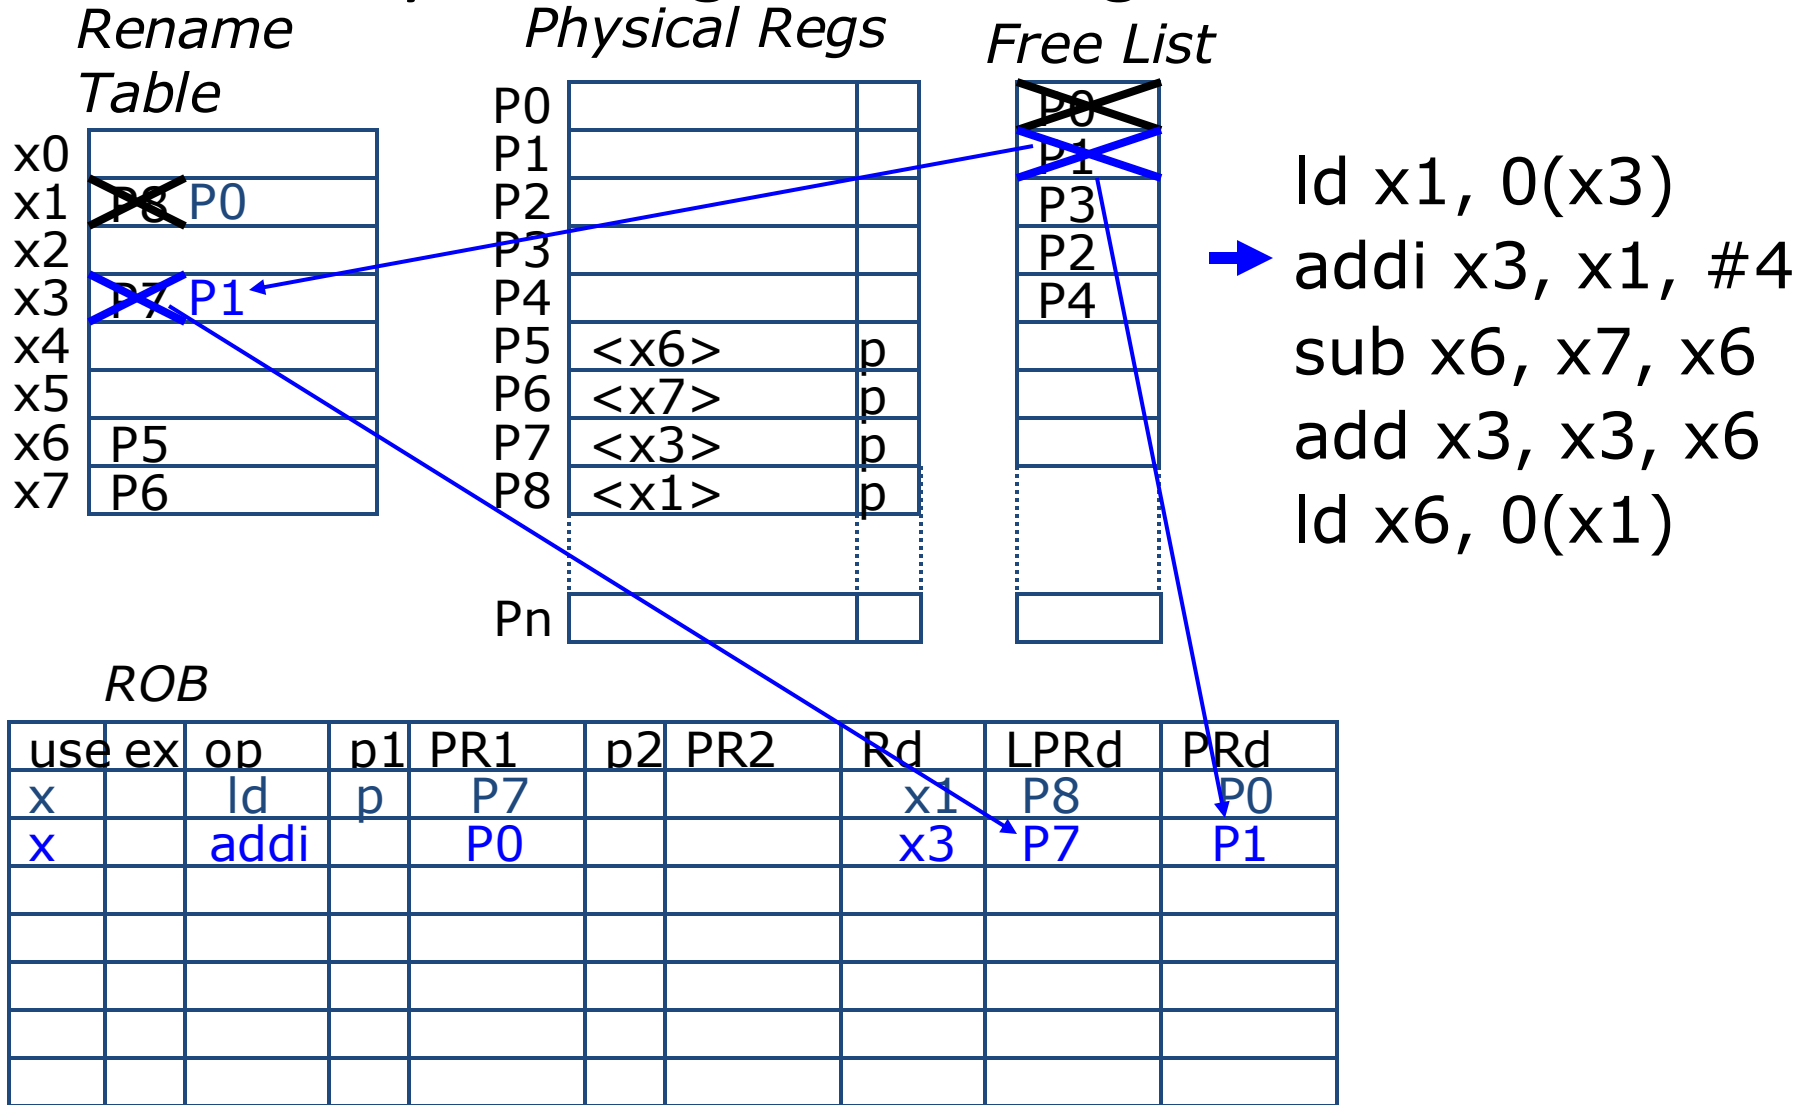 Rename
Table
Physical Regs
Free List
x0
x1 P8 P0
x2
x3 P7 P1
x4
x5
x6 P5
x7 P6
P0
P1
P2
P3
P4
P5 <x6> p
P6 <x7> p
P7 <x3> p
P8 <x1> p
Pn
P0
P1
P3
P2
P4
ld x1, 0(x3)
addi x3, x1, #4
sub x6, x7, x6
add x3, x3, x6
ld x6, 0(x1)
ROB
use ex op p1 PR1 p2 PR2 Rd LPRd PRd
x ld p P7 x1 P8 P0
x addi P0 x3 P7 P1